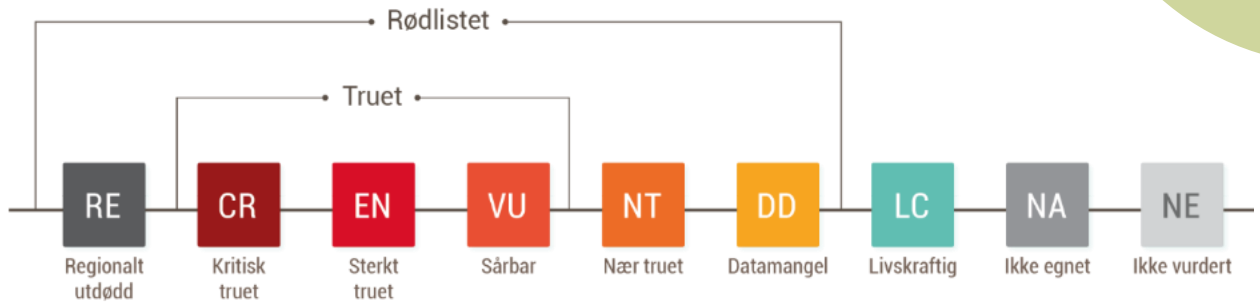 Rødlistet
Truet
RE
CR
EN
VU
NT
DD
LC
NA
NE
Regionalt
utdødd
Kritisk
truet
Sterkt
truet
Sårbar
Nær truet
Datamangel
Livskraftig
Ikke egnet
Ikke vurdert